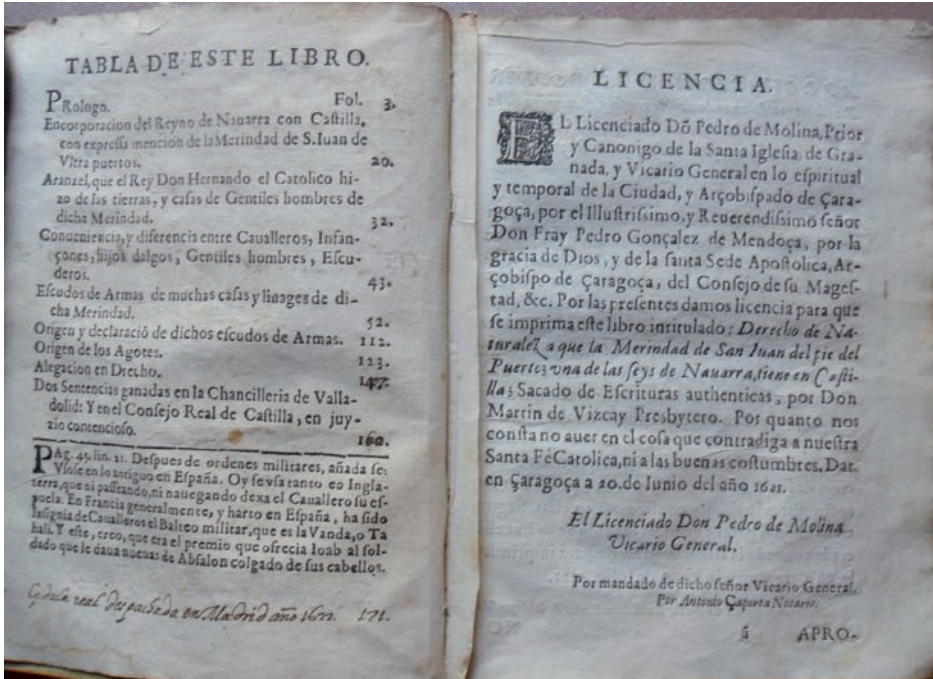 TABLA DE ESTE LIBRO.
PRologo. Fol. 3.
Encorporacion del Reyno de Nauarra con Castilla,
con expressa mencion de la Merindad de S. Iuan de
Vltra puertos. 20.
Aranzel, que el Rey Don Hernando el Catolico hi-
zo de las tierras, y casas de Gentiles hombres de
dicha Merindad. 32.
Conueniencia, y diferencia entre Caualleros, Infan-
çones, hijos dalgos, Gentiles hombres, Escu-
deros. 43.
Escudos de Armas de muchas casas y linages de di-
cha Merindad. 52.
Origen y declaraciõ de dichos escudos de Armas. 112.
Origen de los Agotes. 123.
Alegacion en Drecho. 147.
Dos Sentencias ganadas en la Chancilleria de Valla-
dolid: Y en el Consejo Real de Castilla, en juy-
zio contencioso. 160.
PAg. 45. lin. 21. Despues de ordenes militares, añada se:
Vsose en lo antiguo en España. Oy se vsa tanto en Ingla-
terra, que ni passeando, ni nauegando dexa el Cauallero su es-
puela. En Francia generalmente, y harto en España, ha sido
insignia de Caualleros el Balteo militar, que es la Vanda, o Ta
hali. Y este, creo, que era el premio que ofrecia Ioab al sol-
dado que le daua nueuas de Absalon colgado de sus cabellos.
Çedula real despachada en Madrid año 1622. 171.
LICENCIA.
EL Licenciado Dõ Pedro de Molina, Prior
y Canonigo de la Santa Iglesia, de Gra-
nada, y Vicario General en lo espiritual
y temporal de la Ciudad, y Arçobispado de Çara-
goça, por el Illustrissimo, y Reuerendissimo señor
Don Fray Pedro Gonçalez de Mendoça, por la
gracia de Dios, y de la santa Sede Apostolica, Ar-
çobispo de Çaragoça, del Consejo de su Mages-
tad, &c. Por las presentes damos licencia para que
se imprima este libro intitulado: Derecho de Na-
turaleza que la Merindad de San Iuan del pie del
Puerto, vna de las seys de Nauarra, tiene en Casti-
lla; Sacado de Escrituras authenticas, por Don
Martin de Vizcay Presbytero. Por quanto nos
consta no auer en el cosa que contradiga a nuestra
Santa Fè Catolica, ni a las buenas costumbres. Dat.
en Çaragoça a 20. de Iunio del año 1621.
El Licenciado Don Pedro de Molina
Vicario General.
Por mandado de dicho señor Vicario General.
Por Antonio Çaporta Notario.
ã APRO-